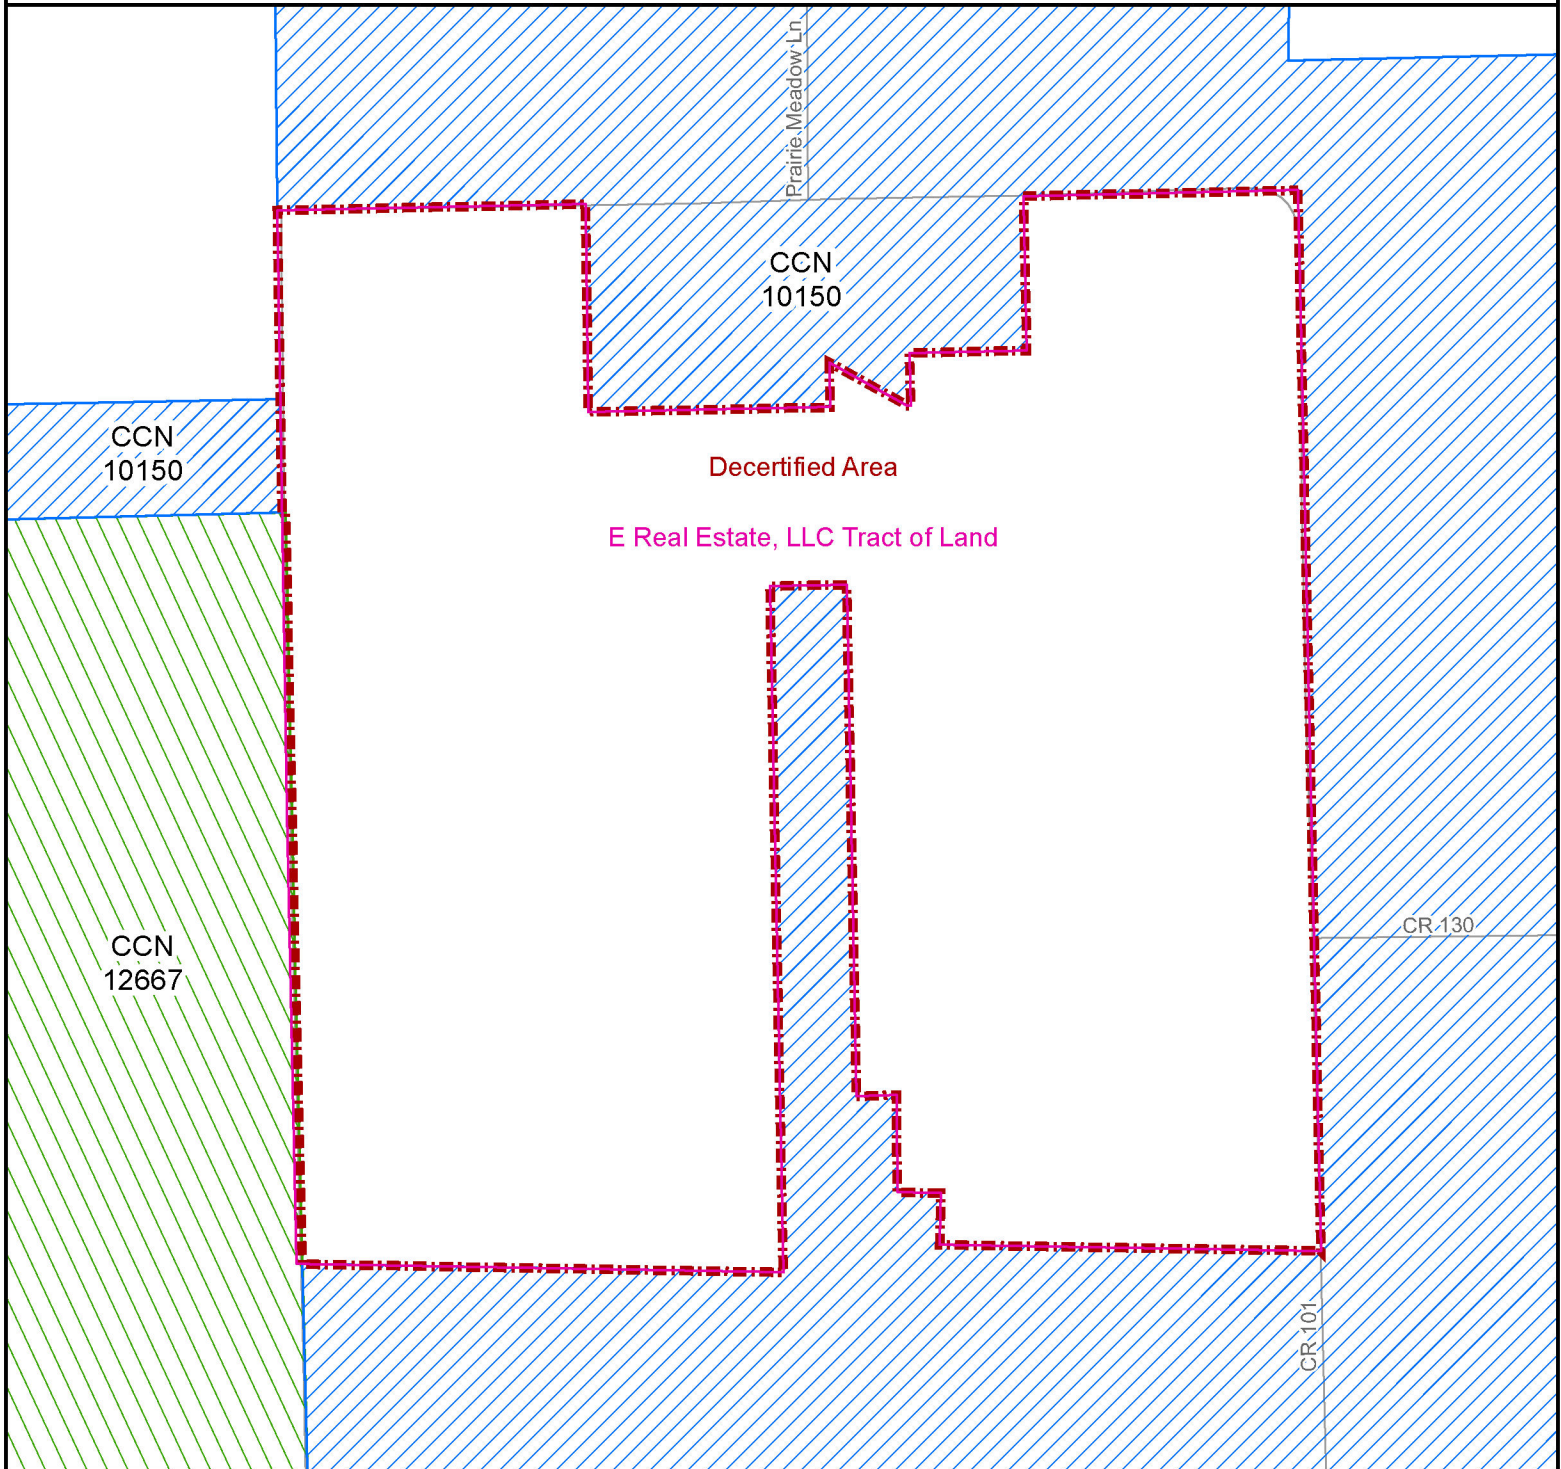 Prairie Meadow Ln
CCN
10150
CCN
10150
Decertified Area
E Real Estate, LLC Tract of Land
CCN
12667
CR 130
CR 101